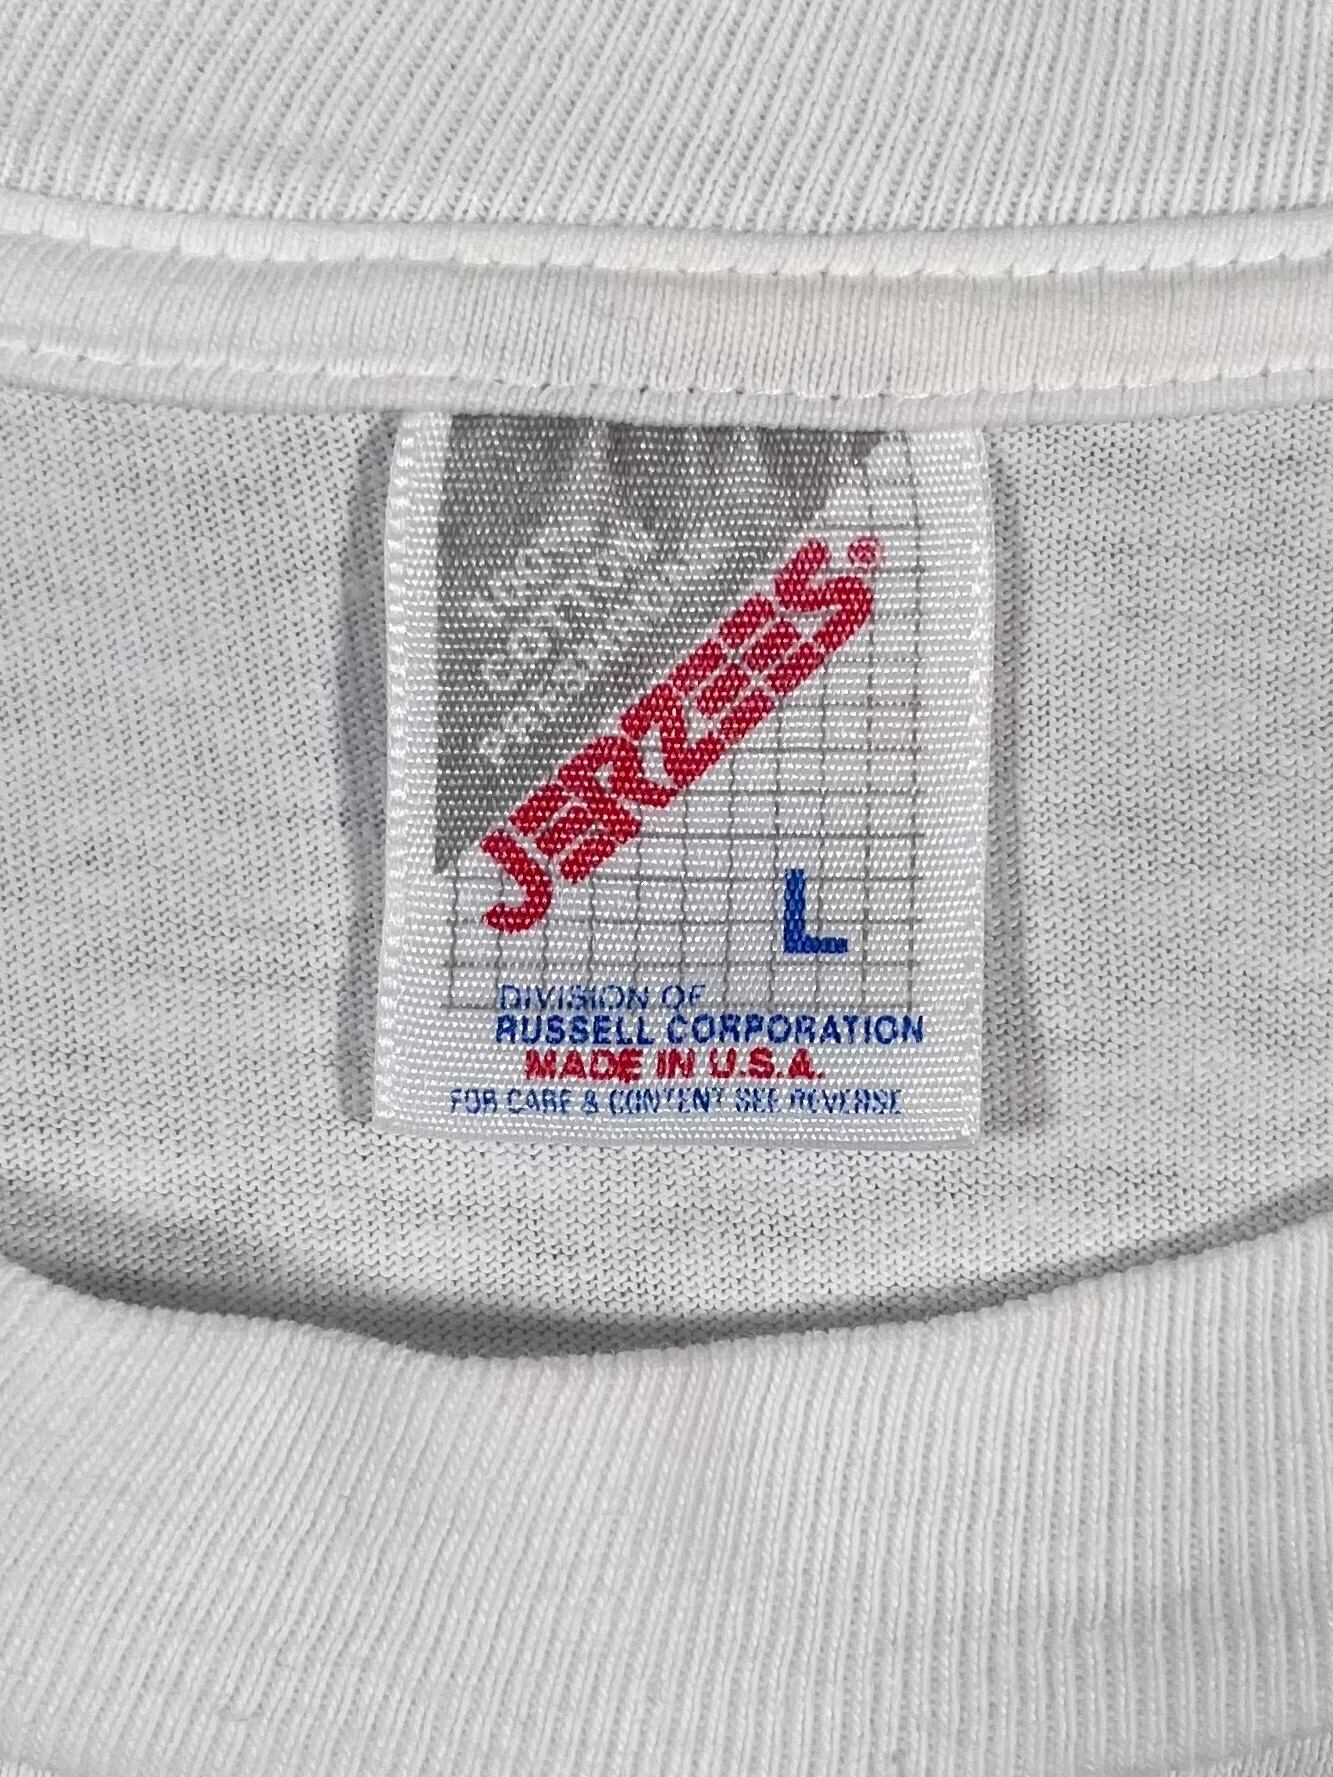 JERZEES®
L
DIVISION OF
RUSSELL CORPORATION
MADE IN U.S.A.
FOR CARE & CONTENT SEE REVERSE